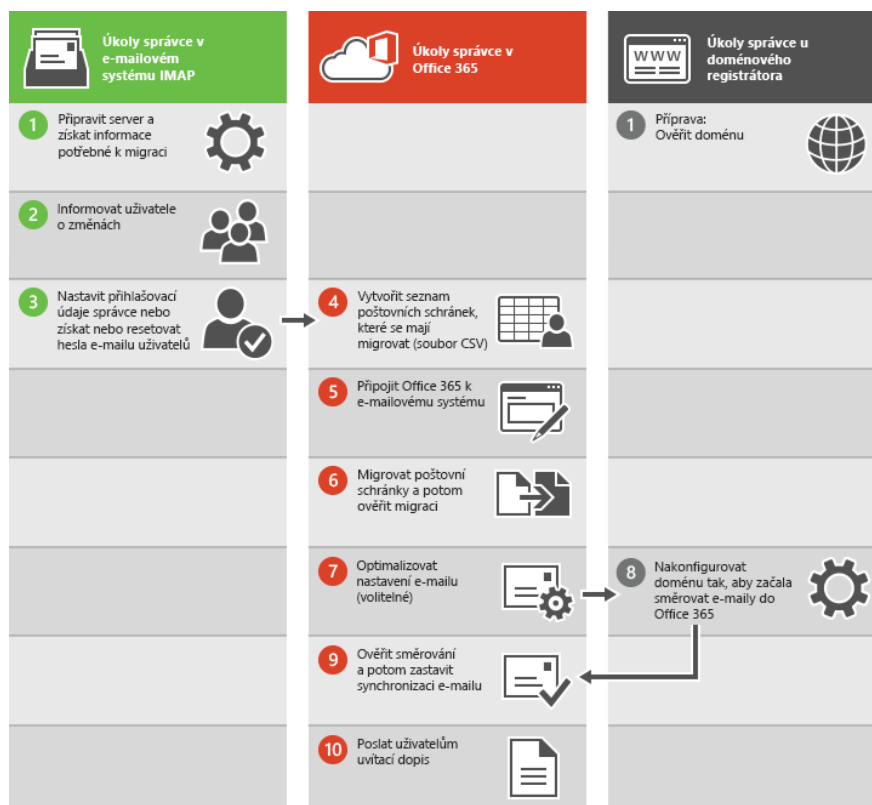 Úkoly správce v
e-mailovém
systému IMAP
Úkoly správce v
Office 365
WWW
Úkoly správce u
doménového
registrátora
1
Připravit server a
získat informace
potřebné k migraci
1
Příprava:
Ověřit doménu
2
Informovat uživatele
o změnách
3
Nastavit přihlašovací
údaje správce nebo
získat nebo resetovat
hesla e-mailu uživatelů
4
Vytvořit seznam
poštovních schránek,
které se mají
migrovat (soubor CSV)
5
Připojit Office 365 k
e-mailovému systému
6
Migrovat poštovní
schránky a potom
ověřit migraci
7
Optimalizovat
nastavení e-mailu
(volitelné)
8
Nakonfigurovat
doménu tak, aby začala
směrovat e-maily do
Office 365
9
Ověřit směrování
a potom zastavit
synchronizaci e-mailu
10
Poslat uživatelům
uvítací dopis